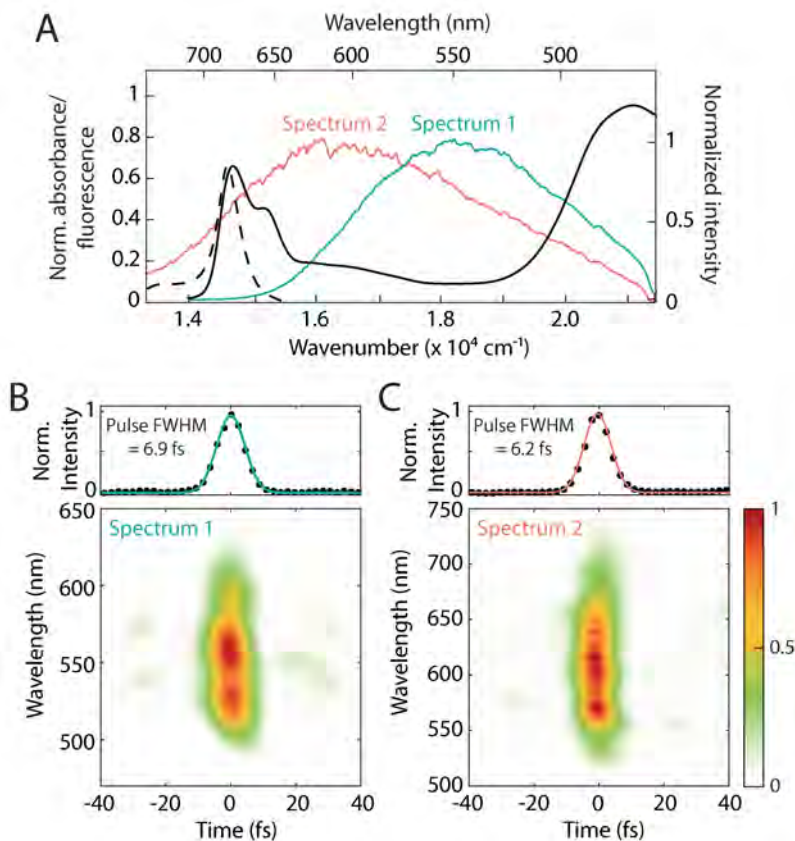 A
Wavelength (nm)
700 650 600 550 500
Norm. absorbance/
fluorescence
1
0.8
0.6
0.4
0.2
0
Spectrum 2
Spectrum 1
1
0.5
0
Normalized intensity
1.4 1.6 1.8 2.0
Wavenumber (x 10⁴ cm⁻¹)
B
Norm.
Intensity
1
0
Pulse FWHM
= 6.9 fs
650
600
550
500
Wavelength (nm)
Spectrum 1
-40 -20 0 20 40
Time (fs)
C
Norm.
Intensity
1
0
Pulse FWHM
= 6.2 fs
750
700
650
600
550
500
Wavelength (nm)
Spectrum 2
-40 -20 0 20 40
Time (fs)
1
0.5
0